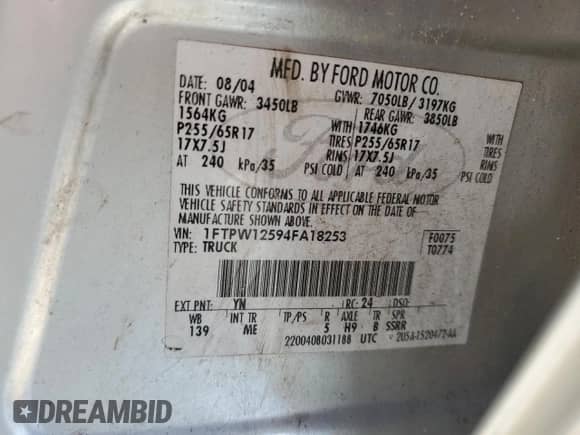 MFD. BY FORD MOTOR CO.
DATE: 08/04 GVWR: 7050LB/ 3197KG
FRONT GAWR: 3450LB REAR GAWR: 3850LB
1564KG WITH 1746KG WITH
P255/65R17 TIRES P255/65R17 TIRES
17X7.5J RIMS 17X7.5J RIMS
AT 240 kPa/35 PSI COLD AT 240 kPa/35 PSI COLD
THIS VEHICLE CONFORMS TO ALL APPLICABLE FEDERAL MOTOR
VEHICLE SAFETY STANDARDS IN EFFECT ON THE DATE OF
MANUFACTURE SHOWN ABOVE.
VIN: 1FTPW12594FA18253 F0075
TYPE: TRUCK T0774
EXT PNT: YN RC: 24 DSO:
WB INT TR TP/PS R AXLE TR SPR
139 ME 5 H9 B SSRR
2200408031188 UTC
Ford
DREAMBID